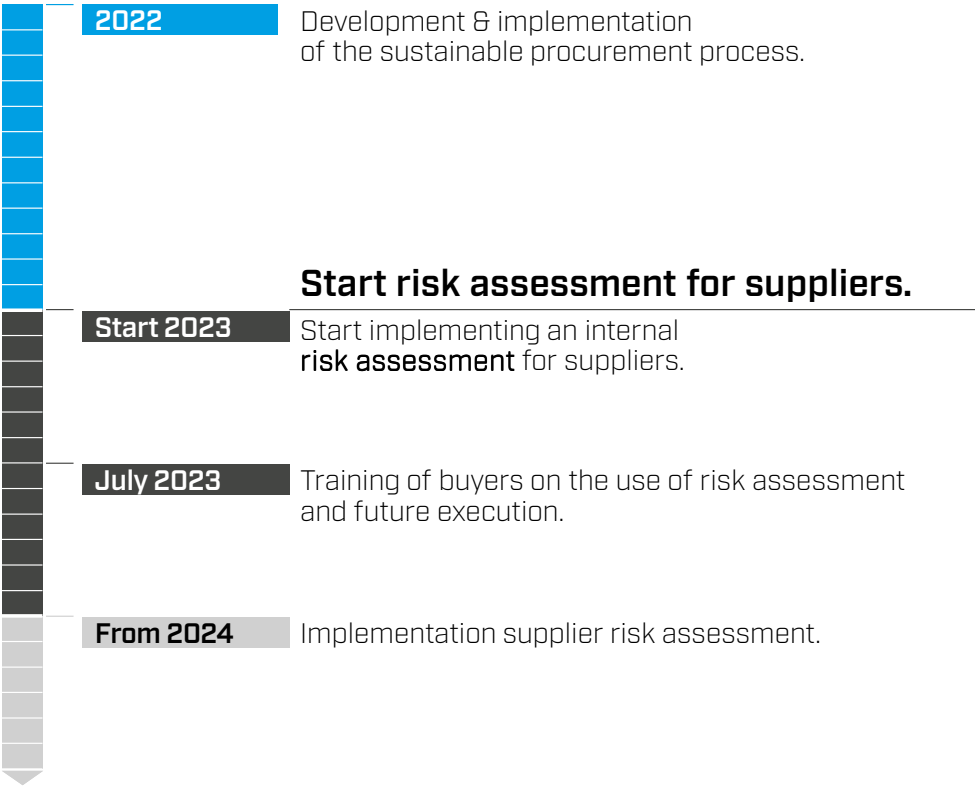 2022
Development & implementation
of the sustainable procurement process.
Start risk assessment for suppliers.
Start 2023
Start implementing an internal
risk assessment for suppliers.
July 2023
Training of buyers on the use of risk assessment
and future execution.
From 2024
Implementation supplier risk assessment.